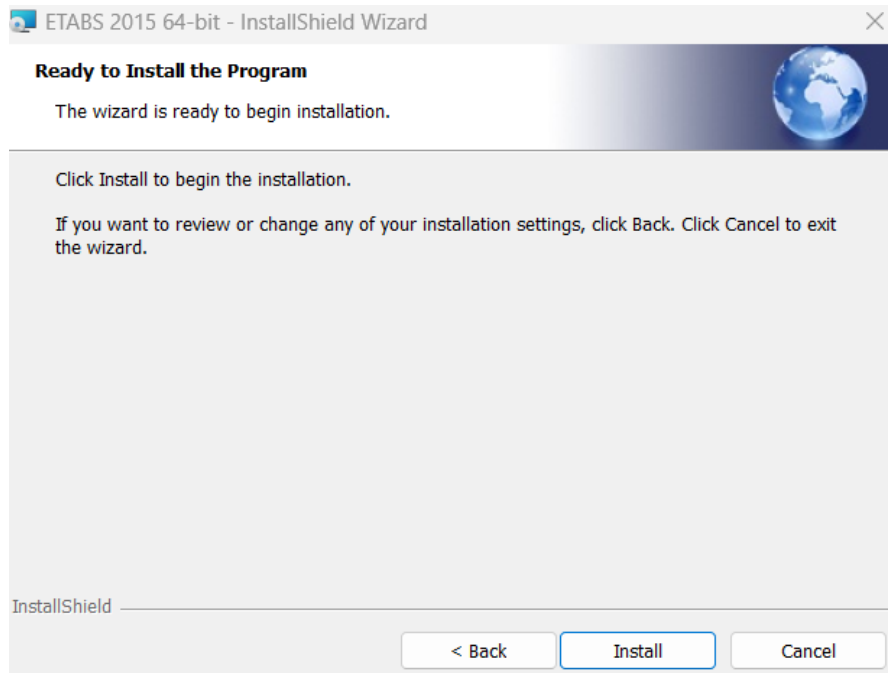 ETABS 2015 64-bit - InstallShield Wizard
Ready to Install the Program
The wizard is ready to begin installation.
Click Install to begin the installation.
If you want to review or change any of your installation settings, click Back. Click Cancel to exit
the wizard.
InstallShield
< Back
Install
Cancel